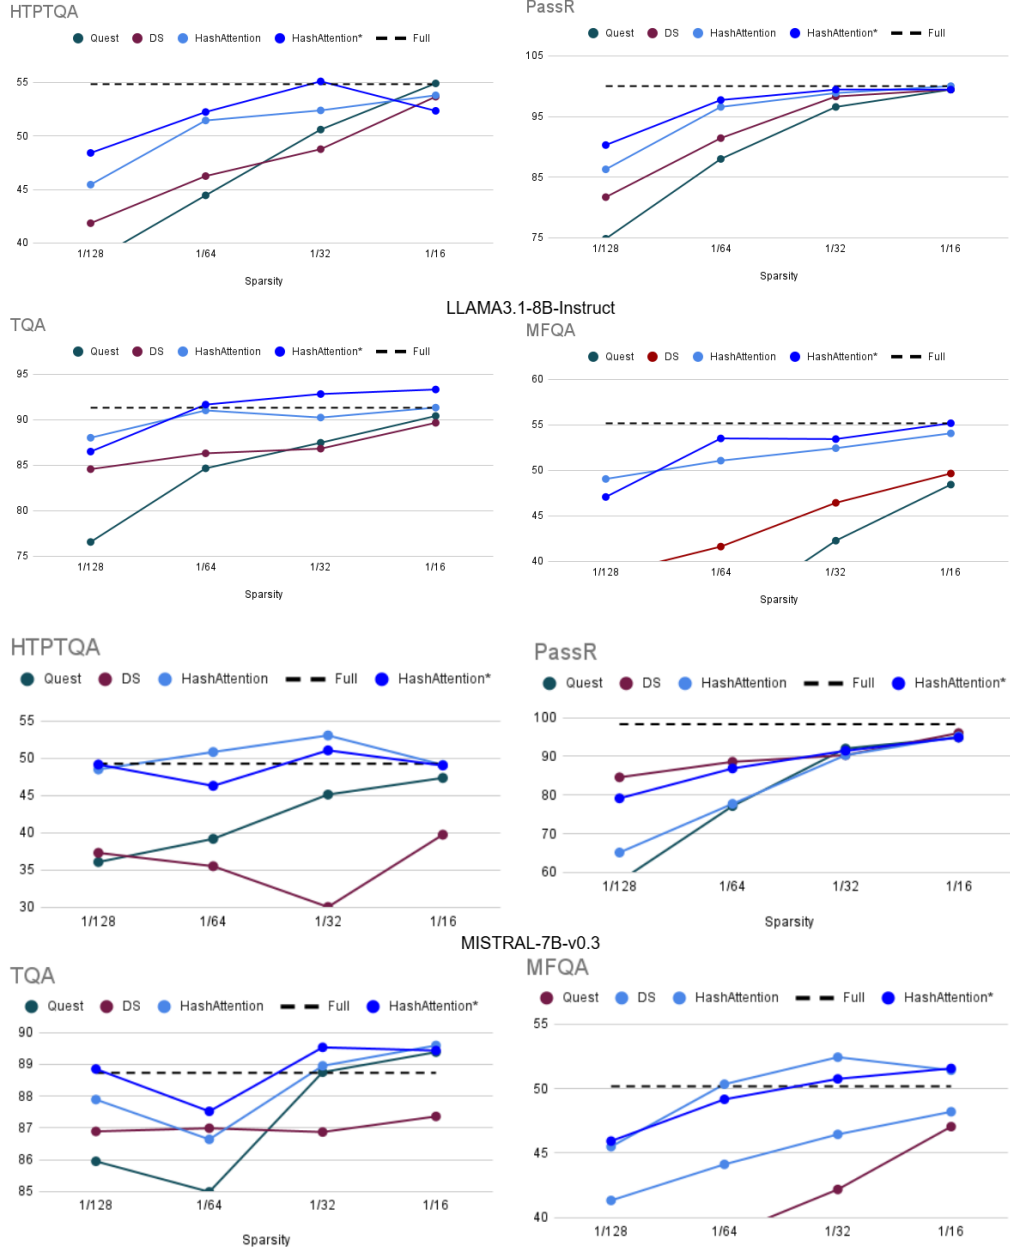 HTPTQA
Quest DS HashAttention HashAttention* Full
55
50
45
40
1/128 1/64 1/32 1/16
Sparsity
PassR
Quest DS HashAttention HashAttention* Full
105
95
85
75
1/128 1/64 1/32 1/16
Sparsity
LLAMA3.1-8B-Instruct
TQA
Quest DS HashAttention HashAttention* Full
95
90
85
80
75
1/128 1/64 1/32 1/16
Sparsity
MFQA
Quest DS HashAttention HashAttention* Full
60
55
50
45
40
1/128 1/64 1/32 1/16
Sparsity
HTPTQA
Quest DS HashAttention Full HashAttention*
55
50
45
40
35
30
1/128 1/64 1/32 1/16
PassR
Quest DS HashAttention Full HashAttention*
100
90
80
70
60
1/128 1/64 1/32 1/16
Sparsity
MISTRAL-7B-v0.3
TQA
Quest DS HashAttention Full HashAttention*
90
89
88
87
86
85
1/128 1/64 1/32 1/16
Sparsity
MFQA
Quest DS HashAttention Full HashAttention*
55
50
45
40
1/128 1/64 1/32 1/16